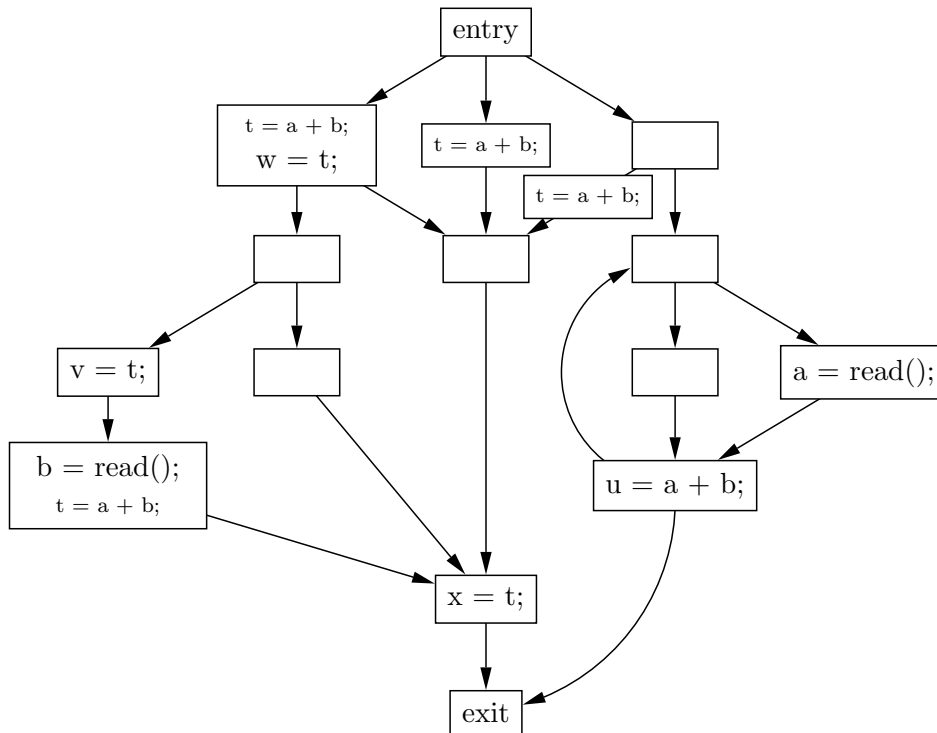 entry
t = a + b;
w = t;
t = a + b;
t = a + b;
v = t;
a = read();
b = read();
t = a + b;
u = a + b;
x = t;
exit